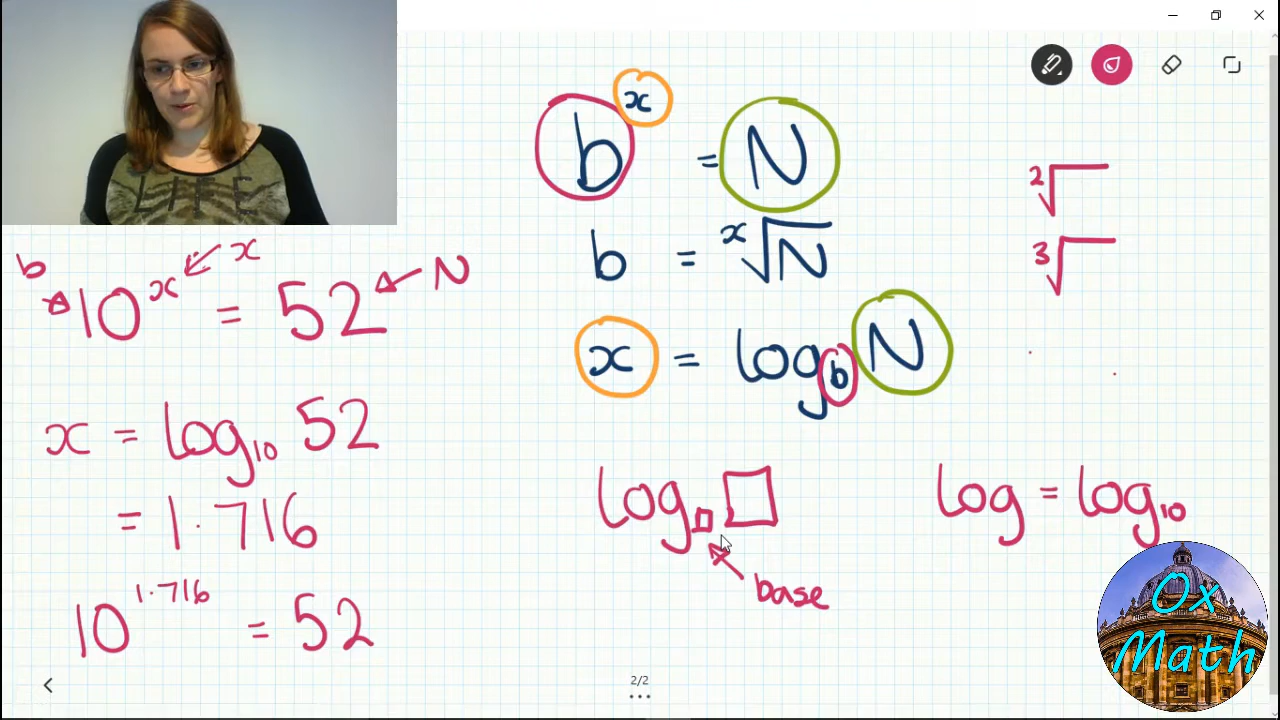 LIFE
b
10^x = 52
x
N
x = log₁₀ 52
= 1.716
10^1.716 = 52
b^x = N
b = ˣ√N
x = log_b N
log□ □
base
²√
³√
log = log₁₀
Ox
Math
2/2